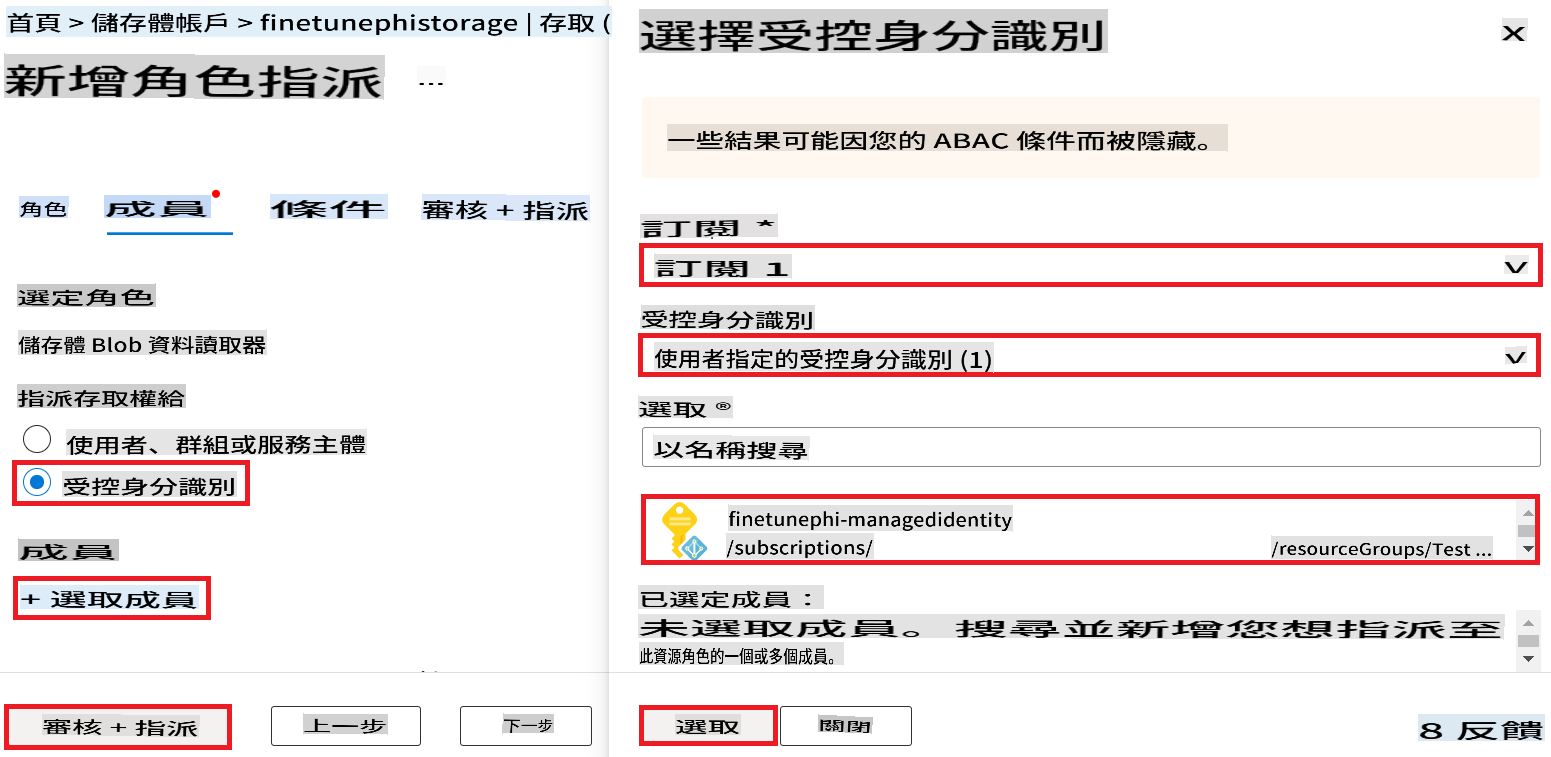 首頁 > 儲存體帳戶 > finetunephistorage | 存取 (
新增角色指派 ...
角色 成員 條件 審核 + 指派
選定角色
儲存體 Blob 資料讀取器
指派存取權給
使用者、群組或服務主體
受控身分識別
成員
+ 選取成員
審核 + 指派 上一步 下一步
選擇受控身分識別 X
一些結果可能因您的 ABAC 條件而被隱藏。
訂閱 *
訂閱 1
受控身分識別
使用者指定的受控身分識別 (1)
選取 ®
以名稱搜尋
finetunephi-managedidentity
/subscriptions/ /resourceGroups/Test ...
已選定成員：
未選取成員。搜尋並新增您想指派至
此資源角色的一個或多個成員。
選取 關閉 8 反饋